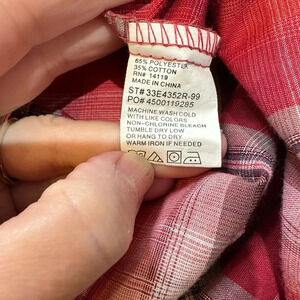 65% POLYESTER
35% COTTON
RN# 14119
MADE IN CHINA
ST# 33E4352R-99
PO# 4500119285
MACHINE WASH COLD
WITH LIKE COLORS
NON-CHLORINE BLEACH
TUMBLE DRY LOW
OR HANG TO DRY
WARM IRON IF NEEDED